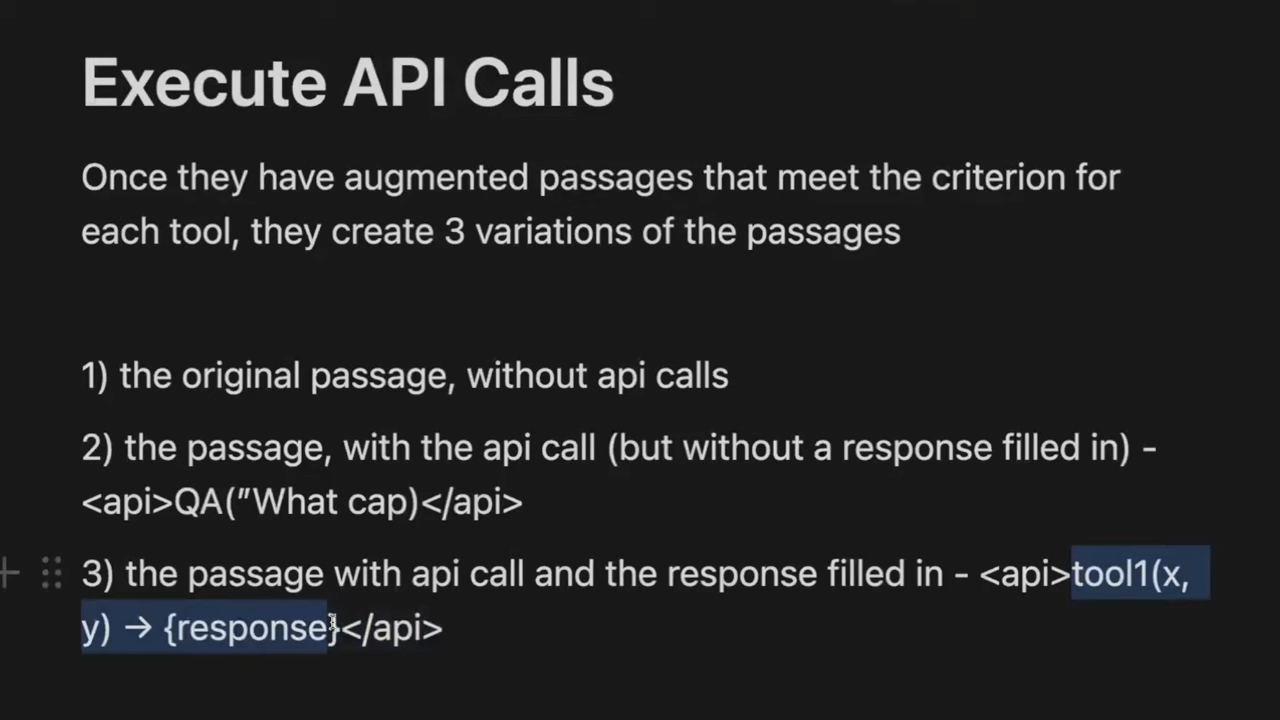 Execute API Calls
Once they have augmented passages that meet the criterion for
each tool, they create 3 variations of the passages
1) the original passage, without api calls
2) the passage, with the api call (but without a response filled in) -
<api>QA("What cap)</api>
3) the passage with api call and the response filled in - <api>tool1(x,
y) → {response}</api>